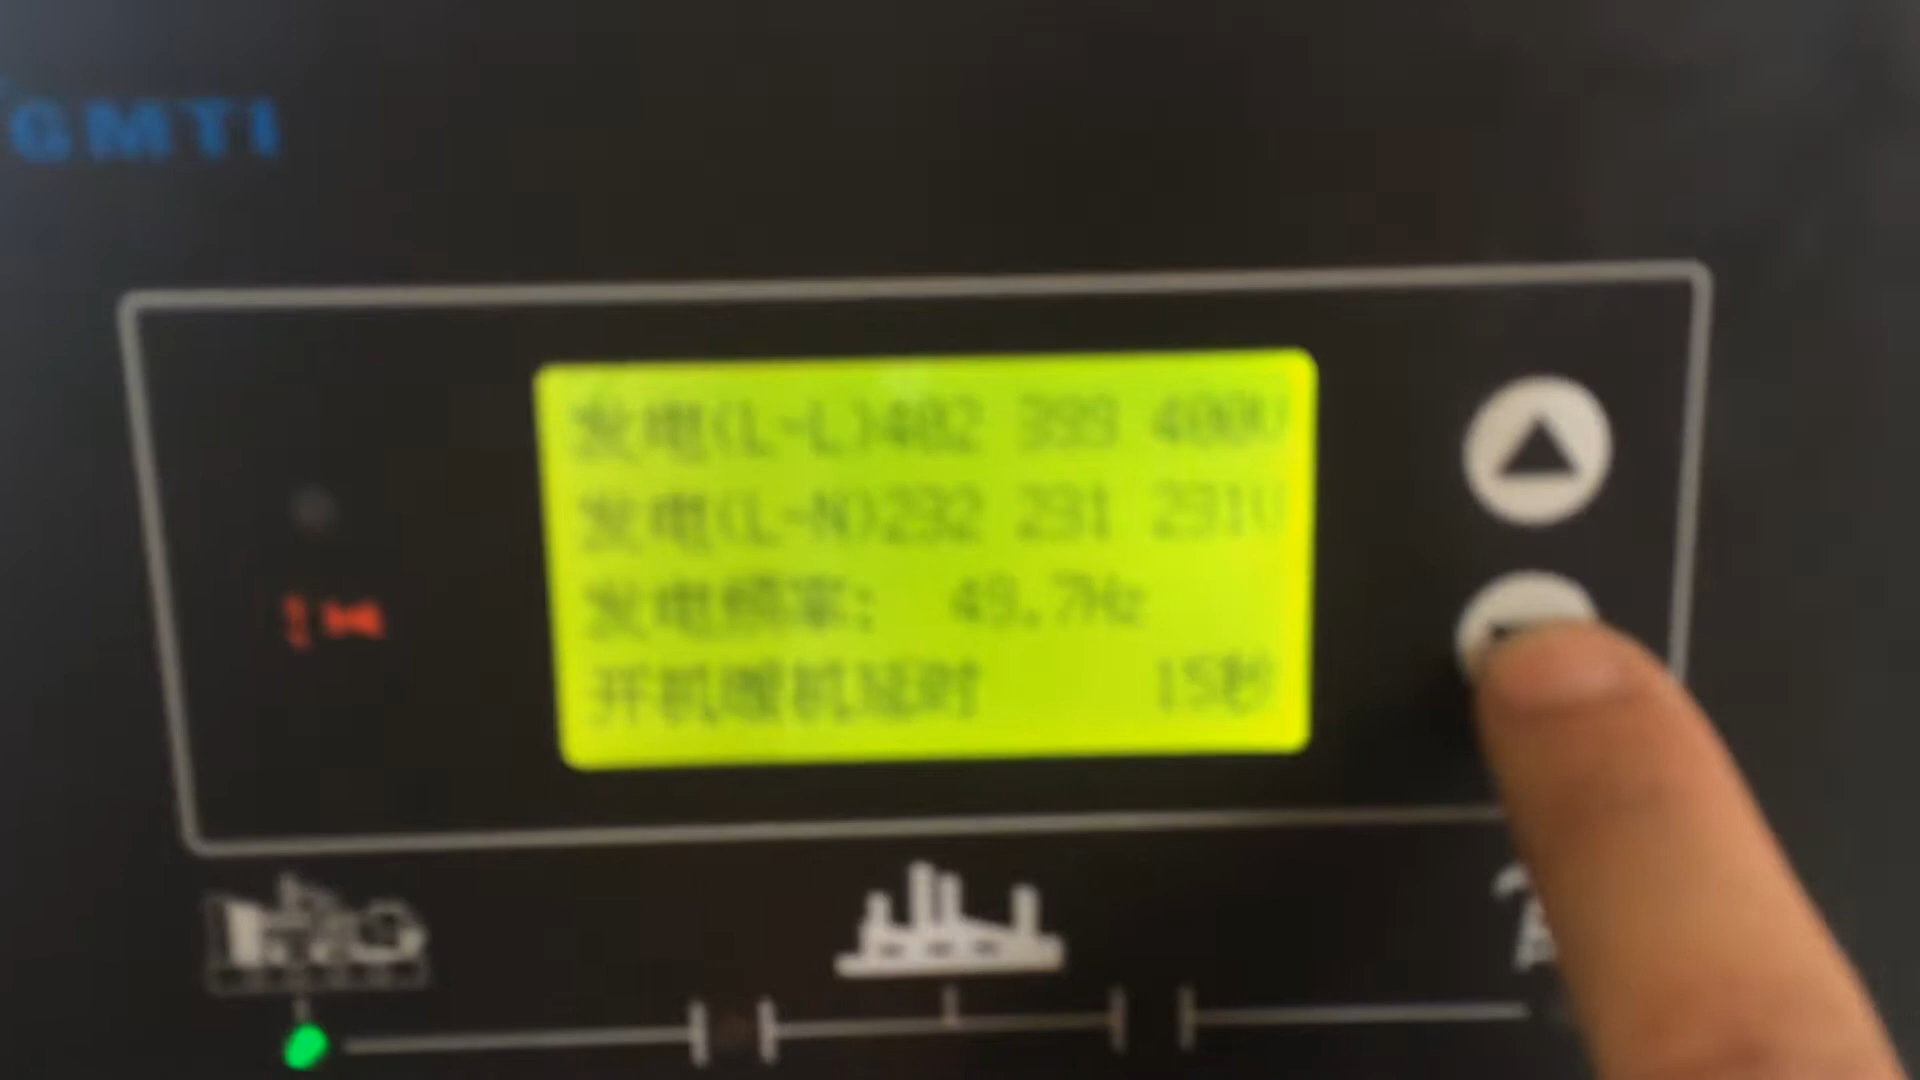 GMTI
发电(L-L)402 399 400V
发电(L-N)232 231 231V
发电频率: 49.7Hz
开机暖机延时 15秒